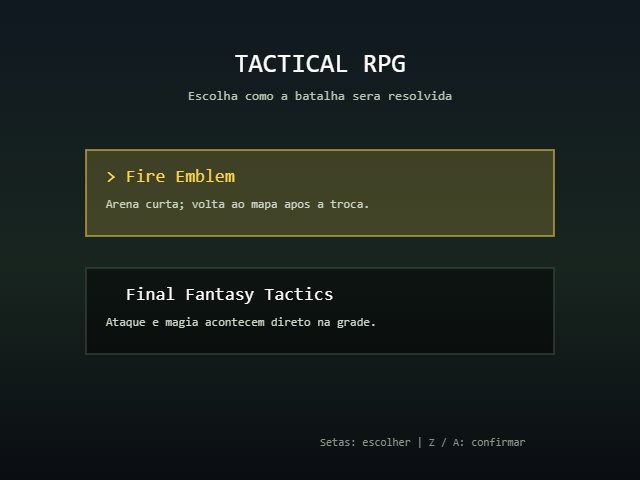 TACTICAL RPG
Escolha como a batalha sera resolvida
> Fire Emblem
Arena curta; volta ao mapa apos a troca.
Final Fantasy Tactics
Ataque e magia acontecem direto na grade.
Setas: escolher | Z / A: confirmar